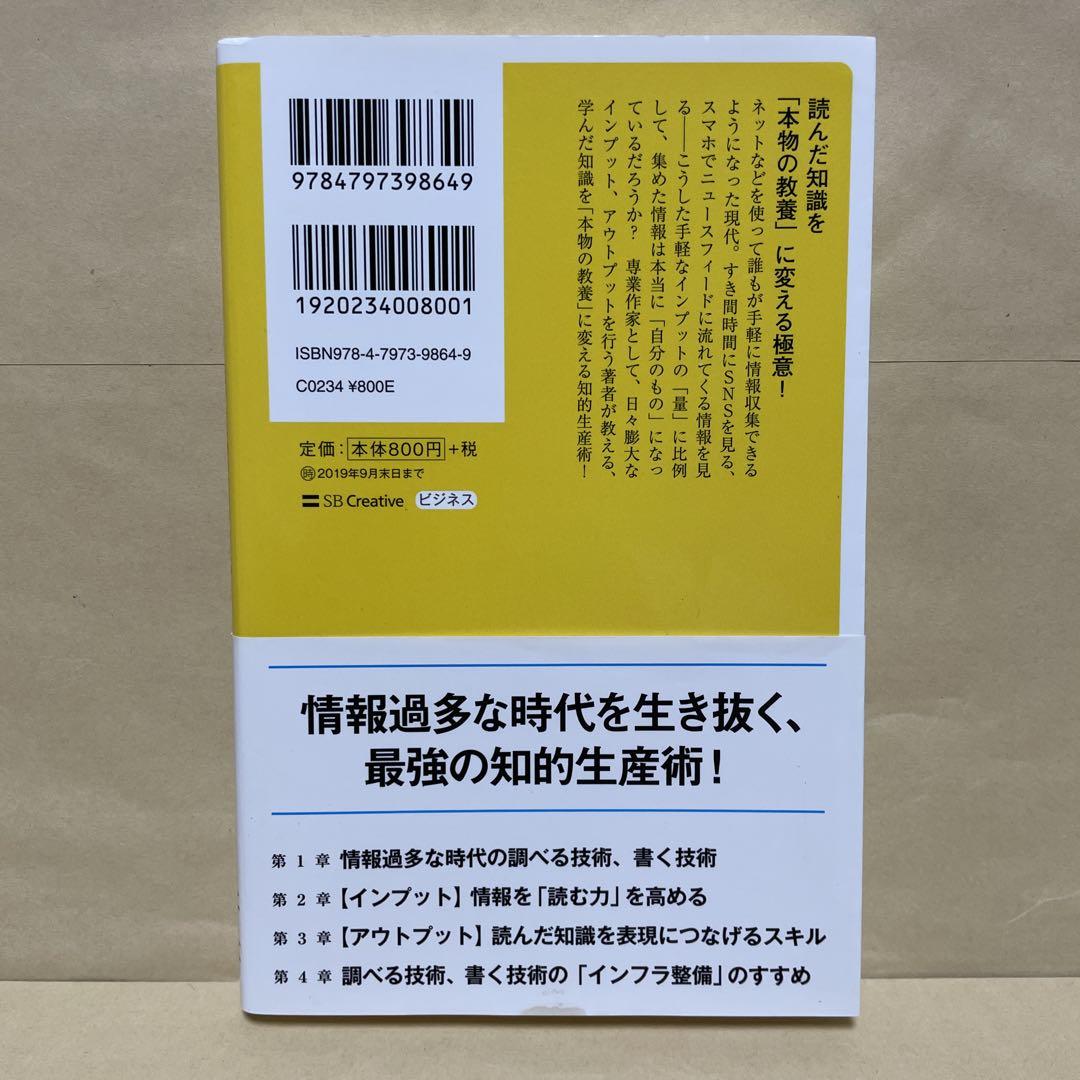 読んだ知識を
「本物の教養」に変える極意！
ネットなどを使って誰もが手軽に情報収集できる
ようになった現代。すき間時間にSNSを見る、
スマホでニュースフィードに流れてくる情報を見
る――こうした手軽なインプットの「量」に比例
して、集めた情報は本当に「自分のもの」になっ
ているだろうか？　専業作家として、日々膨大な
インプット、アウトプットを行う著者が教える、
学んだ知識を「本物の教養」に変える知的生産術！
9784797398649
1920234008001
ISBN978-4-7973-9864-9
C0234 ¥800E
定価：本体800円+税
時2019年9月末日まで
SB Creative ビジネス
情報過多な時代を生き抜く、
最強の知的生産術！
第1章 情報過多な時代の調べる技術、書く技術
第2章【インプット】情報を「読む力」を高める
第3章【アウトプット】読んだ知識を表現につなげるスキル
第4章 調べる技術、書く技術の「インフラ整備」のすすめ